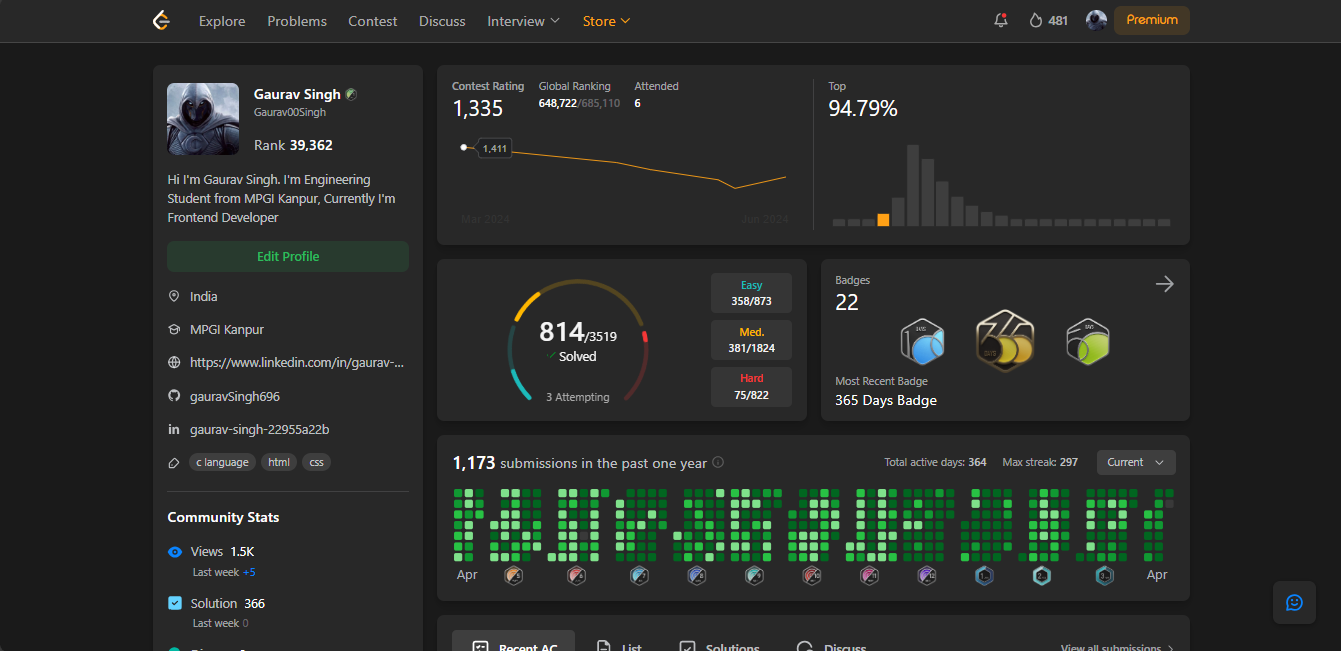 Explore Problems Contest Discuss Interview Store 481 Premium
Gaurav Singh
Gaurav00Singh
Rank 39,362
Hi I'm Gaurav Singh. I'm Engineering
Student from MPGI Kanpur, Currently I'm
Frontend Developer
Edit Profile
India
MPGI Kanpur
https://www.linkedin.com/in/gaurav-...
gauravSingh696
gaurav-singh-22955a22b
c language html css
Community Stats
Views 1.5K
Last week +5
Solution 366
Last week 0
Contest Rating Global Ranking Attended
1,335 648,722/685,110 6
1,411
Mar 2024 Jun 2024
Top
94.79%
814/3519
Solved
3 Attempting
Easy
358/873
Med.
381/1824
Hard
75/822
Badges
22
Most Recent Badge
365 Days Badge
1,173 submissions in the past one year Total active days: 364 Max streak: 297 Current
Apr Apr
Recent AC List Solutions Discuss View all submissions